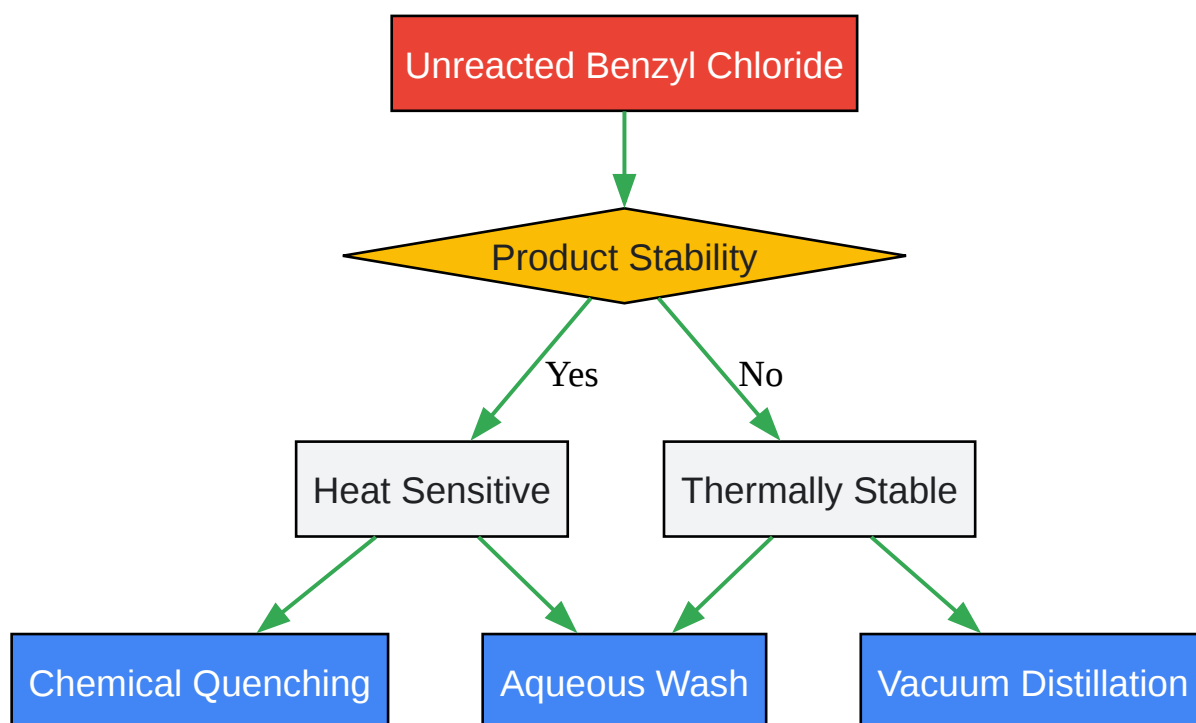 Unreacted Benzyl Chloride
Product Stability
Yes
No
Heat Sensitive
Thermally Stable
Chemical Quenching
Aqueous Wash
Vacuum Distillation